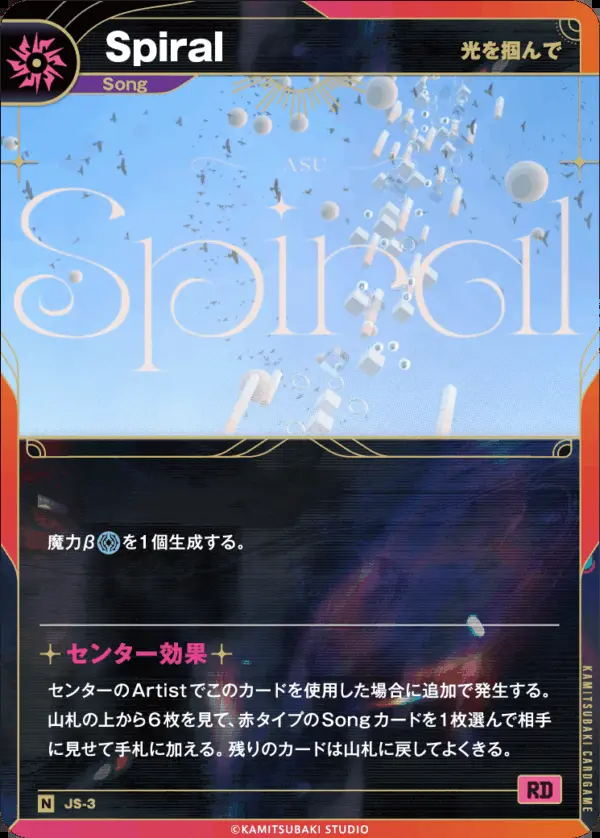 Spiral
光を掴んで
Song
ASU
Spiral
魔力βを1個生成する。
センター効果
センターのArtistでこのカードを使用した場合に追加で発生する。
山札の上から6枚を見て、赤タイプのSongカードを1枚選んで相手
に見せて手札に加える。残りのカードは山札に戻してよくきる。
KAMITSUBAKI CARDGAME
N JS-3
RD
©KAMITSUBAKI STUDIO